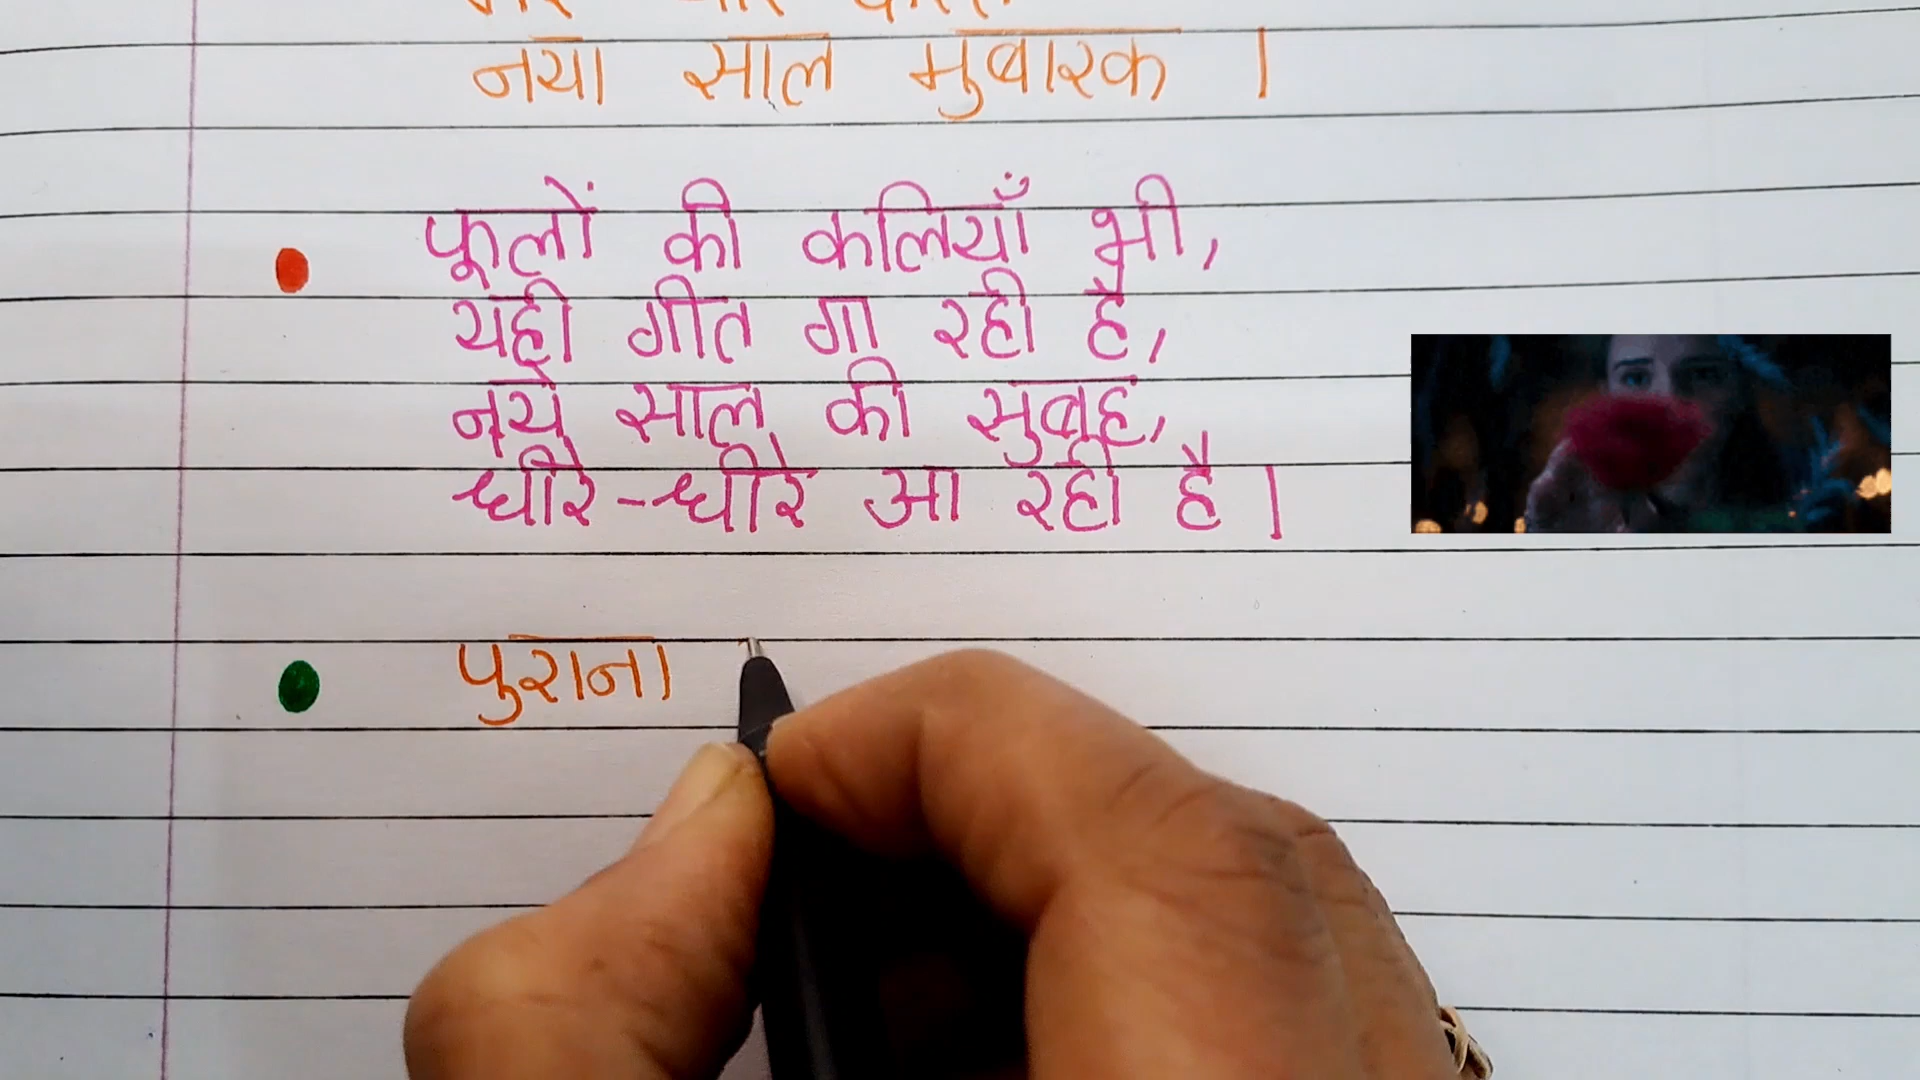 नया साल मुबारक ।
फूलों की कलियाँ भी,
यही गीत गा रही है,
नये साल की सुबह,
धीरे-धीरे आ रही है ।
पुराना